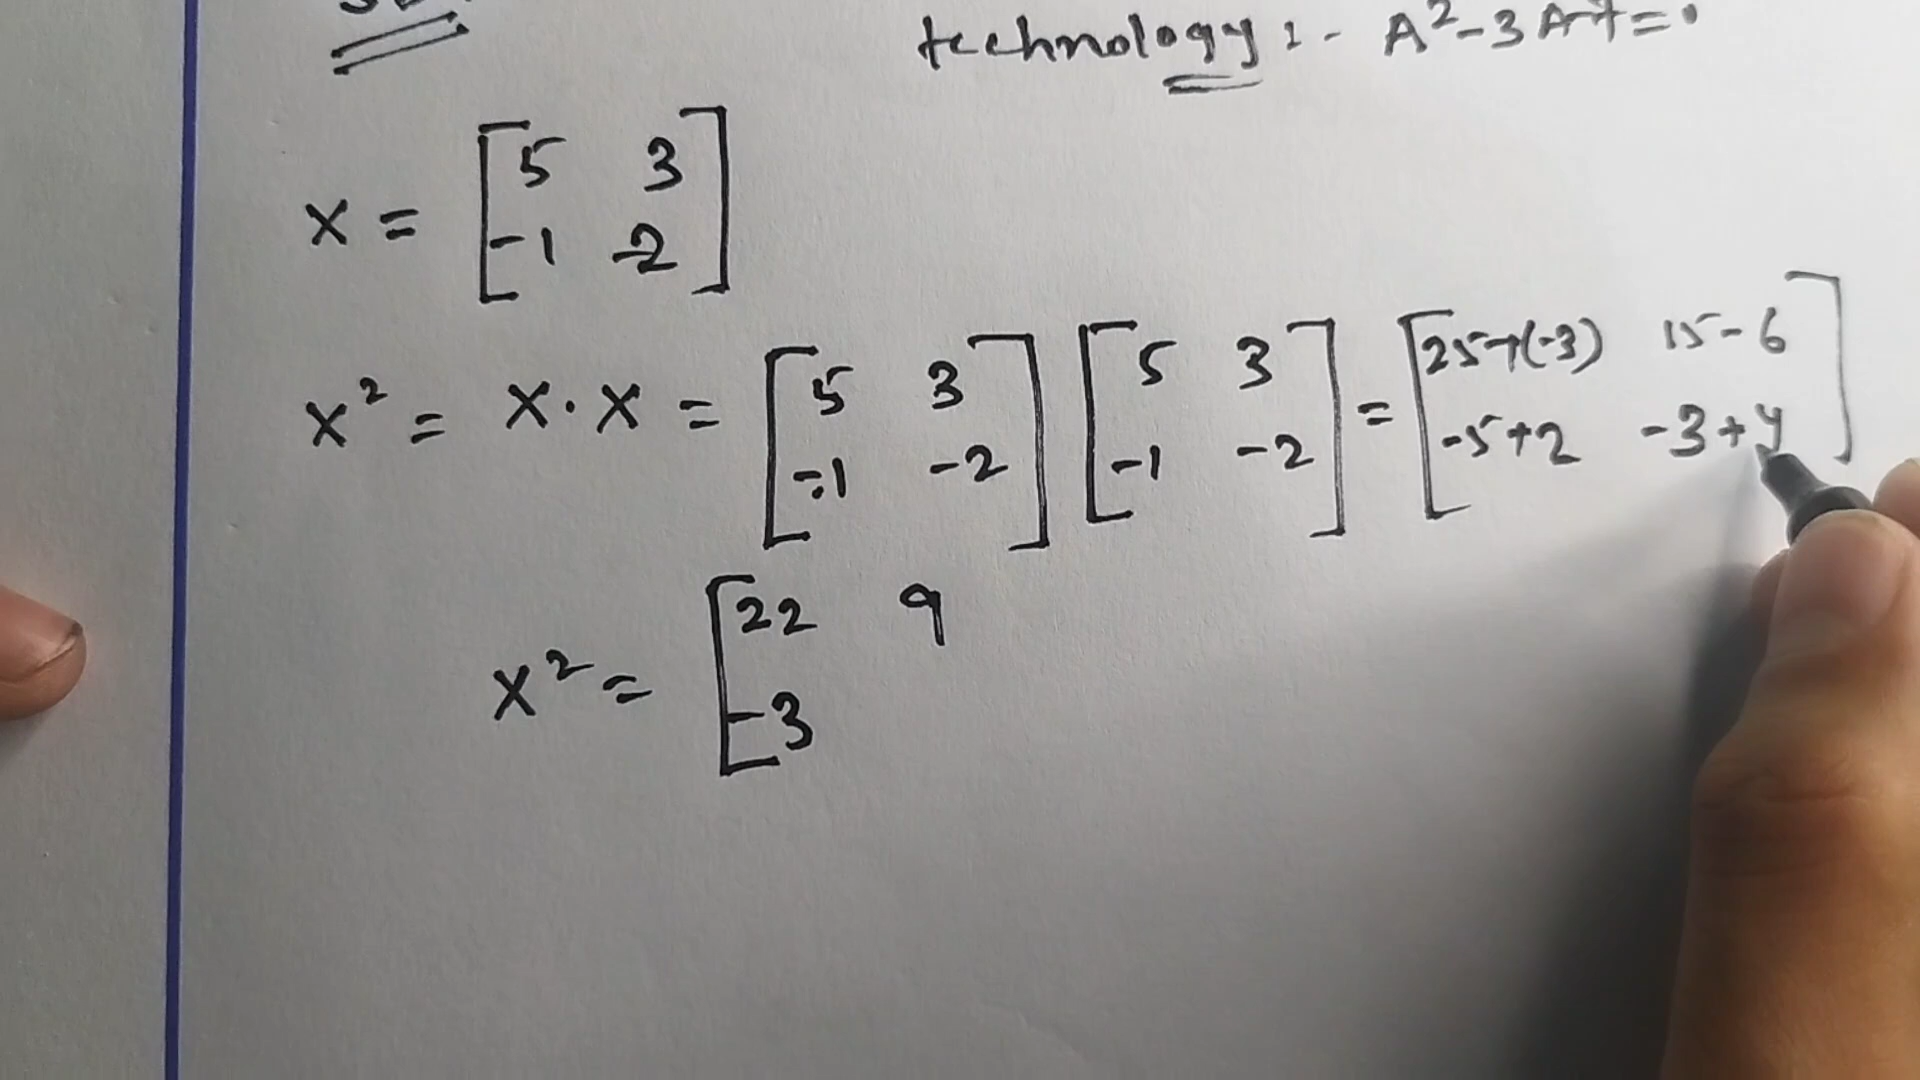 technology :- A²-3A-7=0
X = [5 3 -1 -2]
X² = X·X = [5 3 -1 -2] [5 3 -1 -2] = [25+(-3) 15-6 -5+2 -3+4]
X² = [22 9 -3